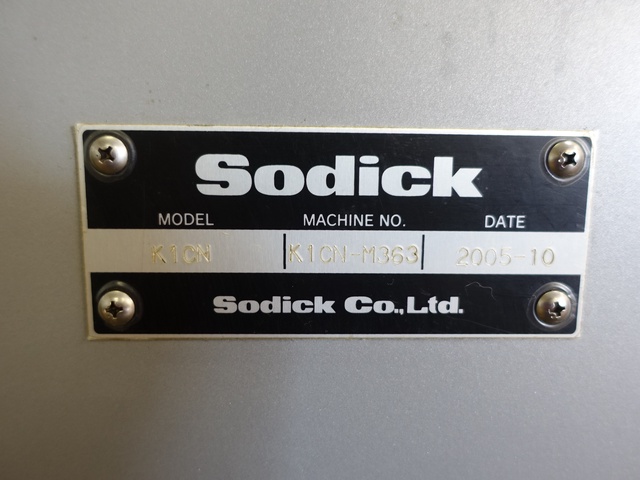 Sodick
MODEL MACHINE NO. DATE
K1CN K1CN-M363 2005-10
Sodick Co.,Ltd.